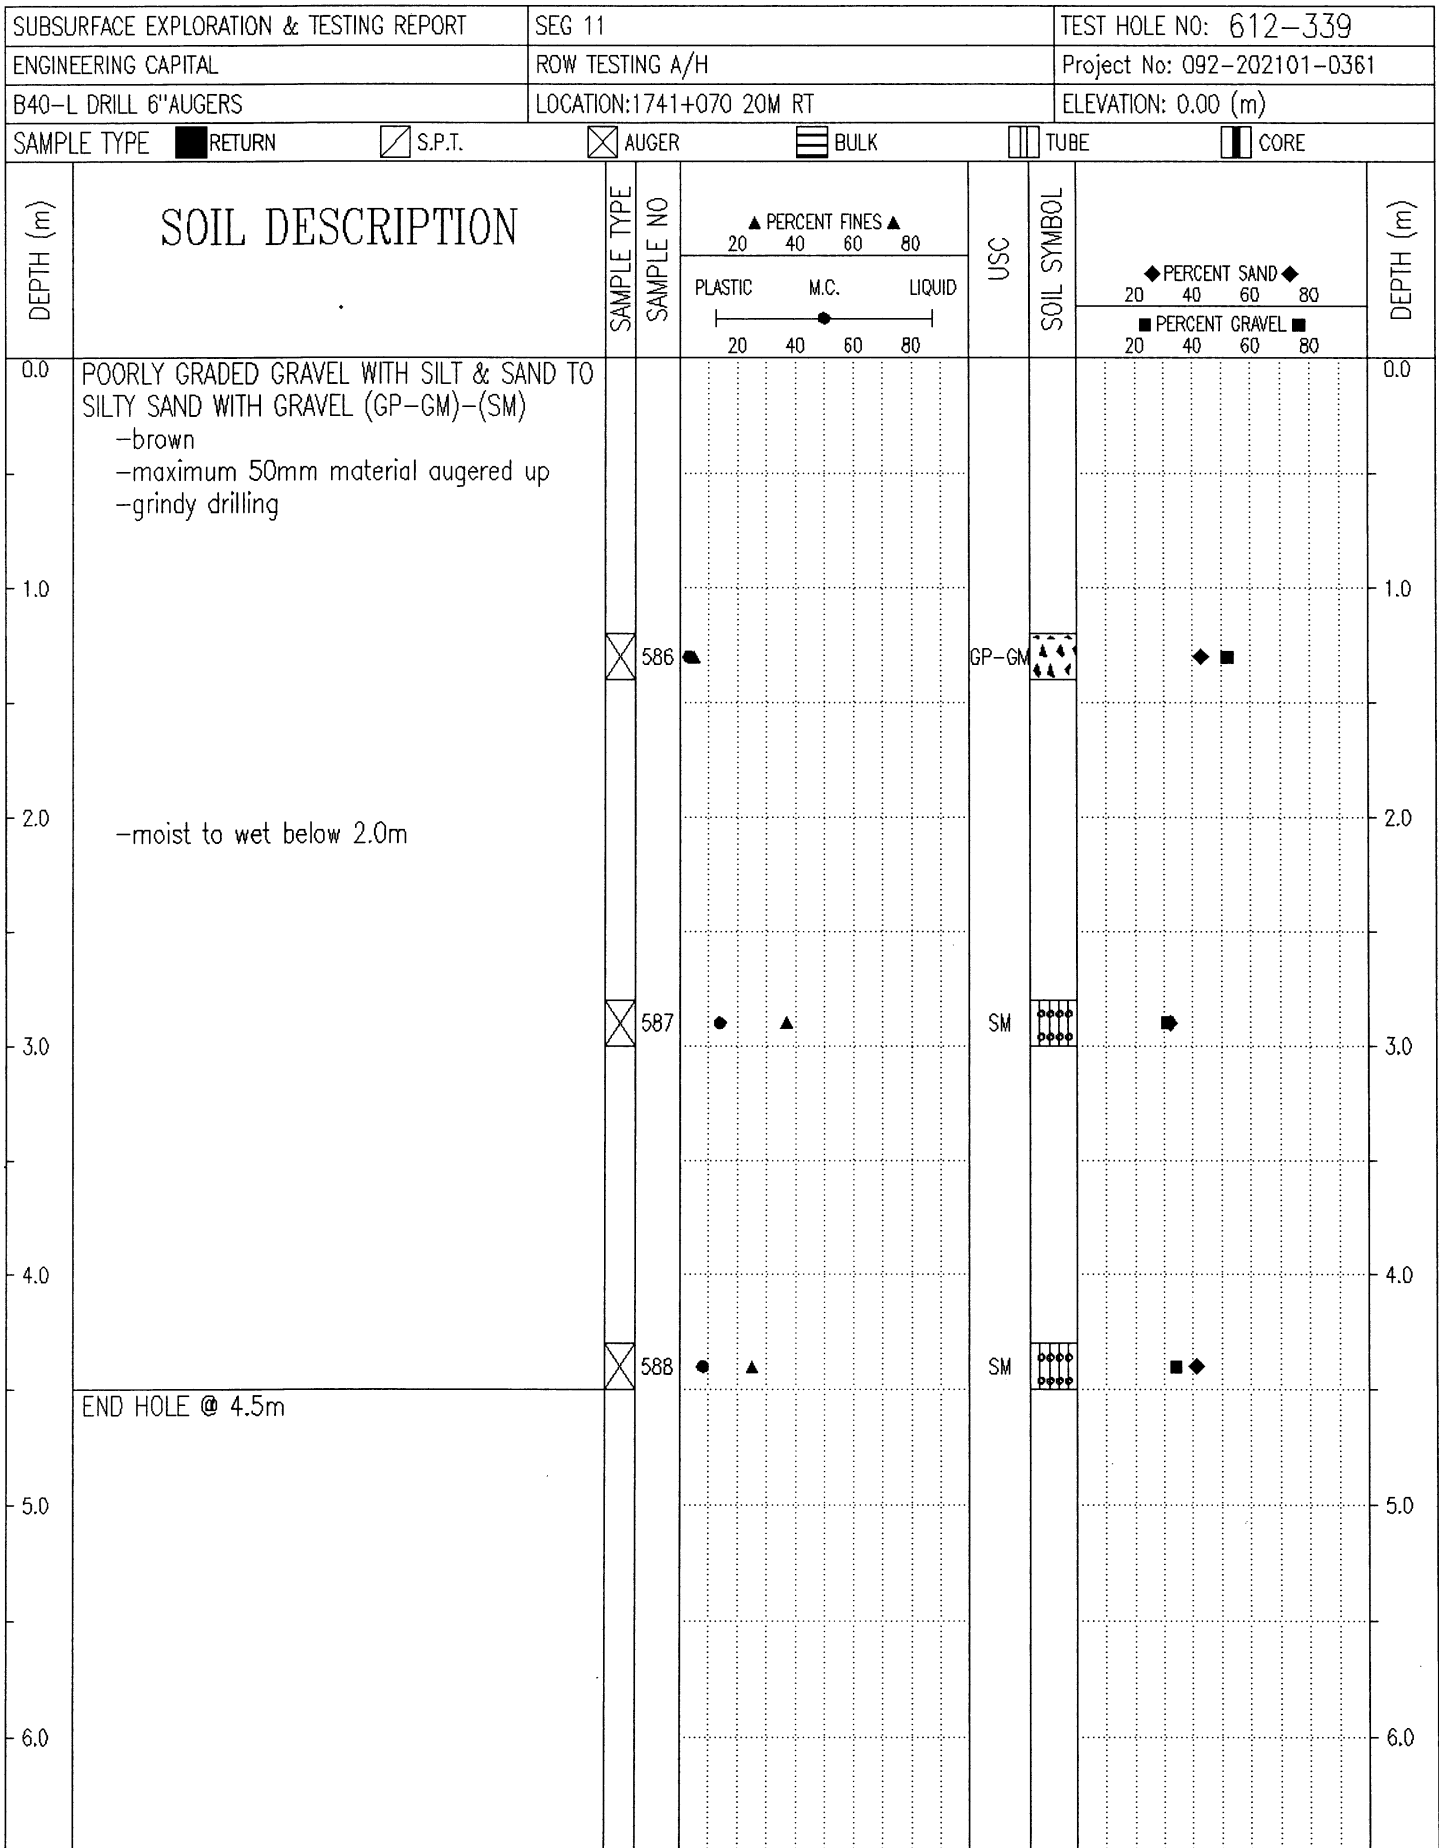 SUBSURFACE EXPLORATION & TESTING REPORT
SEG 11
TEST HOLE NO: 612-339
ENGINEERING CAPITAL
ROW TESTING A/H
Project No: 092-202101-0361
B40-L DRILL 6"AUGERS
LOCATION:1741+070 20M RT
ELEVATION: 0.00 (m)
SAMPLE TYPE RETURN S.P.T. AUGER BULK TUBE CORE
DEPTH (m)
SOIL DESCRIPTION
SAMPLE TYPE
SAMPLE NO
▲ PERCENT FINES ▲
20 40 60 80
PLASTIC M.C. LIQUID
20 40 60 80
USC
SOIL SYMBOL
◆ PERCENT SAND ◆
20 40 60 80
■ PERCENT GRAVEL ■
20 40 60 80
DEPTH (m)
0.0 0.0
POORLY GRADED GRAVEL WITH SILT & SAND TO
SILTY SAND WITH GRAVEL (GP-GM)-(SM)
-brown
-maximum 50mm material augered up
-grindy drilling
1.0 1.0
586 GP-GM
2.0 2.0
-moist to wet below 2.0m
587 SM
3.0 3.0
4.0 4.0
588 SM
END HOLE @ 4.5m
5.0 5.0
6.0 6.0